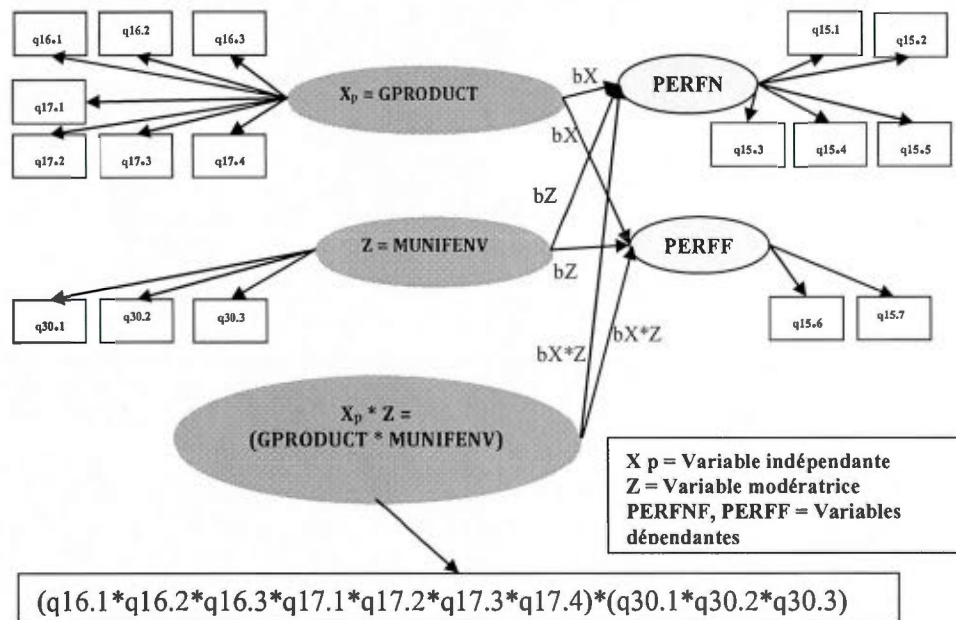 q16.1
q16.2
q16.3
q15.1
q15.2
X_p = GPRODUCT
bX
PERFN
q17.1
bX
q17.2
q17.3
q17.4
q15.3
q15.4
q15.5
bZ
Z = MUNIFENV
PERFF
bZ
q30.1
q30.2
q30.3
q15.6
q15.7
bX*Z
bX*Z
X_p * Z =
(GPRODUCT * MUNIFENV)
X p = Variable indépendante
Z = Variable modératrice
PERFNF, PERFF = Variables
dépendantes
(q16.1*q16.2*q16.3*q17.1*q17.2*q17.3*q17.4)*(q30.1*q30.2*q30.3)